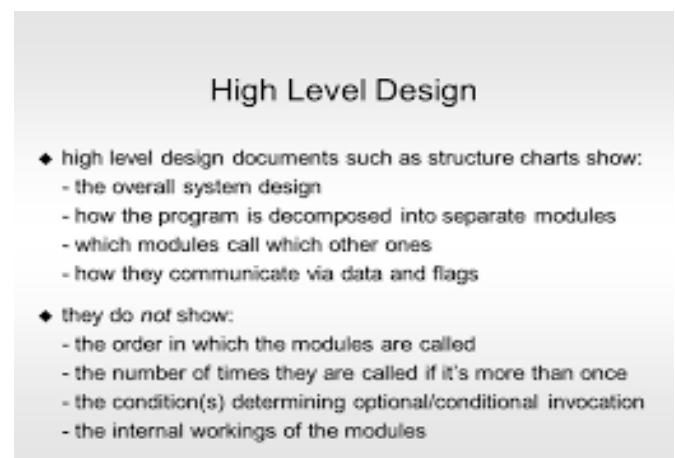 High Level Design
◆ high level design documents such as structure charts show:
- the overall system design
- how the program is decomposed into separate modules
- which modules call which other ones
- how they communicate via data and flags
◆ they do not show:
- the order in which the modules are called
- the number of times they are called if it's more than once
- the condition(s) determining optional/conditional invocation
- the internal workings of the modules